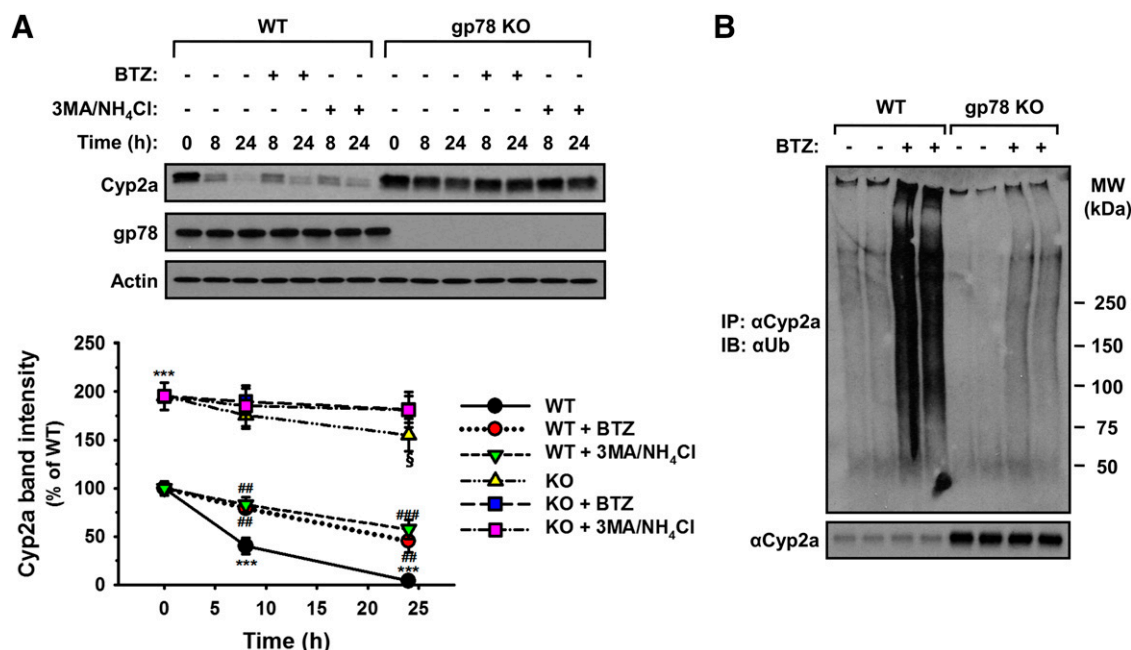 A
WT gp78 KO
BTZ: - - - + + - - - - - + + - -
3MA/NH₄Cl: - - - - - + + - - - - - + +
Time (h): 0 8 24 8 24 8 24 0 8 24 8 24 8 24
Cyp2a
gp78
Actin
Cyp2a band intensity
(% of WT)
250
200
150
100
50
0
***
##
##
***
§
###
##
***
0 5 10 15 20 25
Time (h)
WT
WT + BTZ
WT + 3MA/NH₄Cl
KO
KO + BTZ
KO + 3MA/NH₄Cl
B
WT gp78 KO
BTZ: - - + + - - + +
MW
(kDa)
IP: αCyp2a
IB: αUb
250
150
100
75
50
αCyp2a